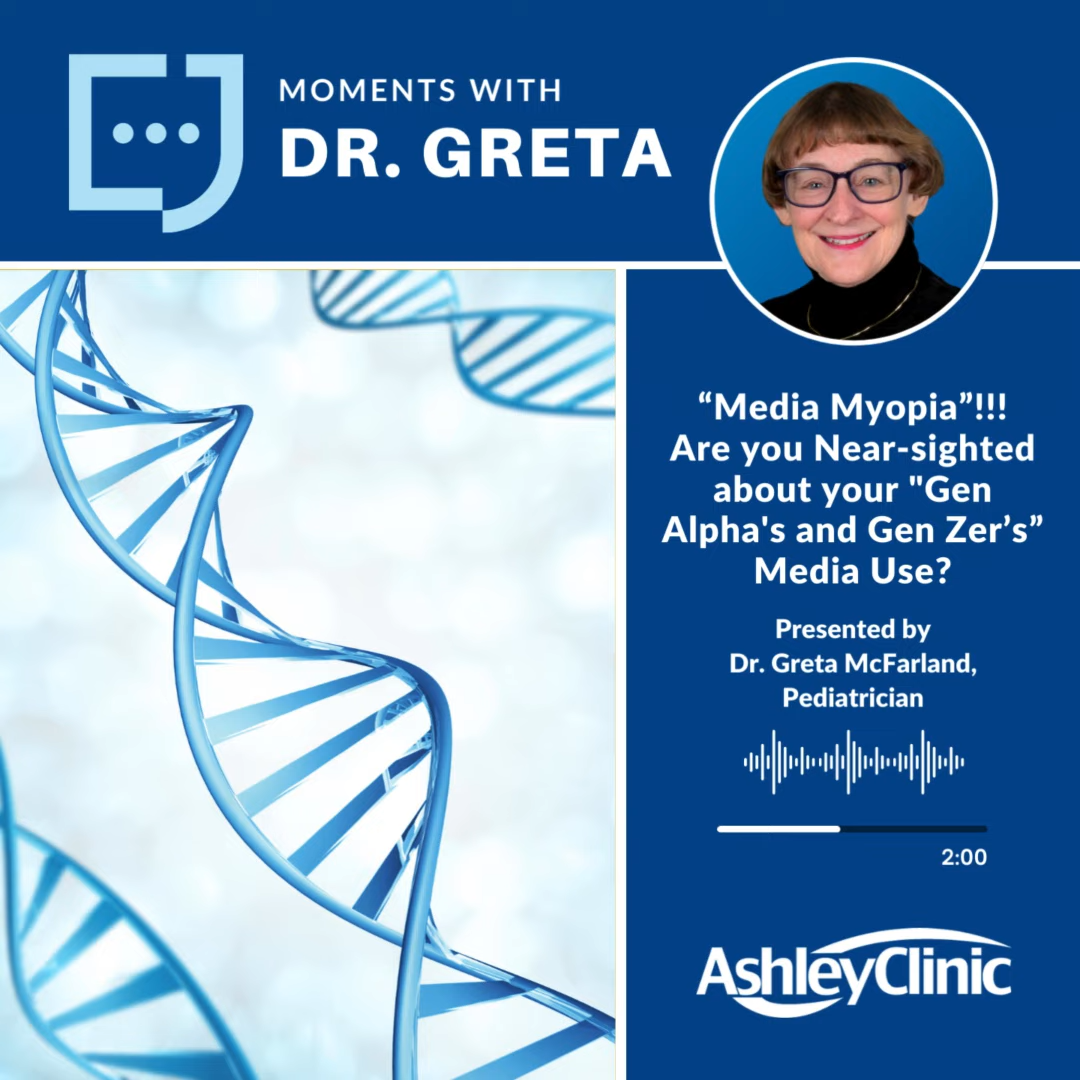 MOMENTS WITH
DR. GRETA
“Media Myopia”!!!
Are you Near-sighted
about your "Gen
Alpha's and Gen Zer’s”
Media Use?
Presented by
Dr. Greta McFarland,
Pediatrician
2:00
AshleyClinic